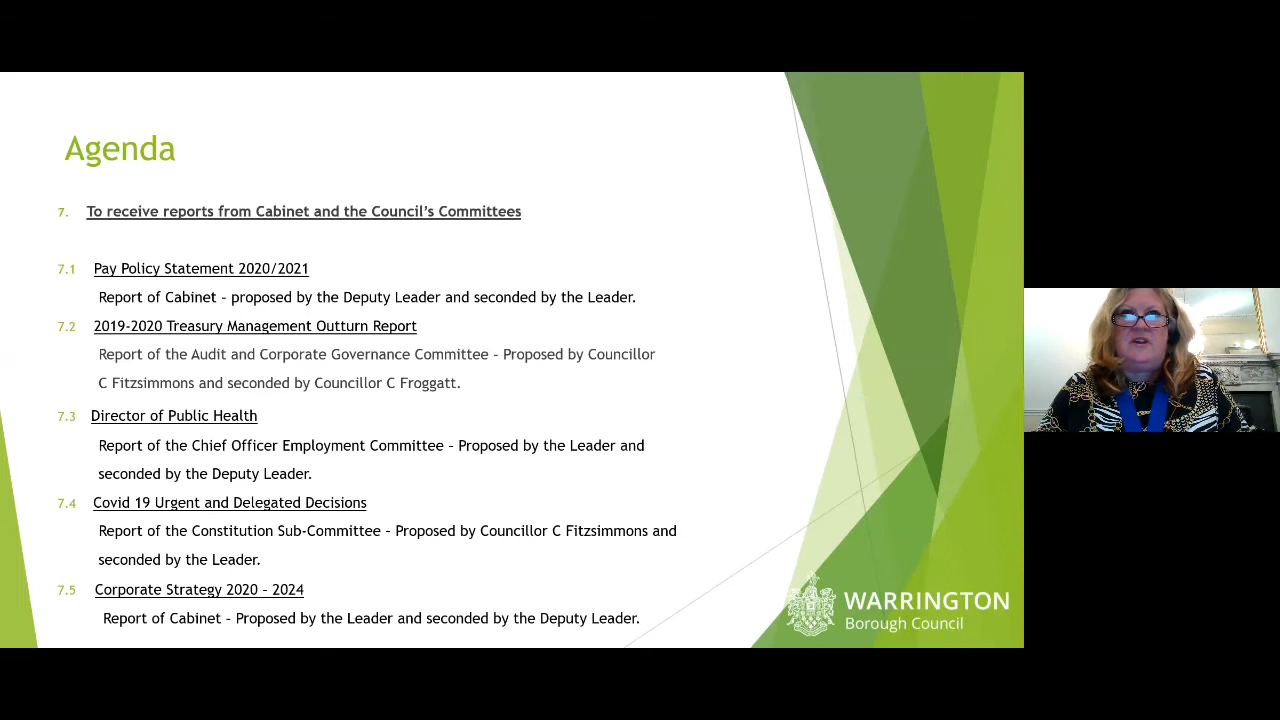 Agenda
7. To receive reports from Cabinet and the Council's Committees
7.1 Pay Policy Statement 2020/2021
Report of Cabinet – proposed by the Deputy Leader and seconded by the Leader.
7.2 2019-2020 Treasury Management Outturn Report
Report of the Audit and Corporate Governance Committee – Proposed by Councillor
C Fitzsimmons and seconded by Councillor C Froggatt.
7.3 Director of Public Health
Report of the Chief Officer Employment Committee – Proposed by the Leader and
seconded by the Deputy Leader.
7.4 Covid 19 Urgent and Delegated Decisions
Report of the Constitution Sub-Committee – Proposed by Councillor C Fitzsimmons and
seconded by the Leader.
7.5 Corporate Strategy 2020 – 2024
Report of Cabinet – Proposed by the Leader and seconded by the Deputy Leader.
WARRINGTON
Borough Council